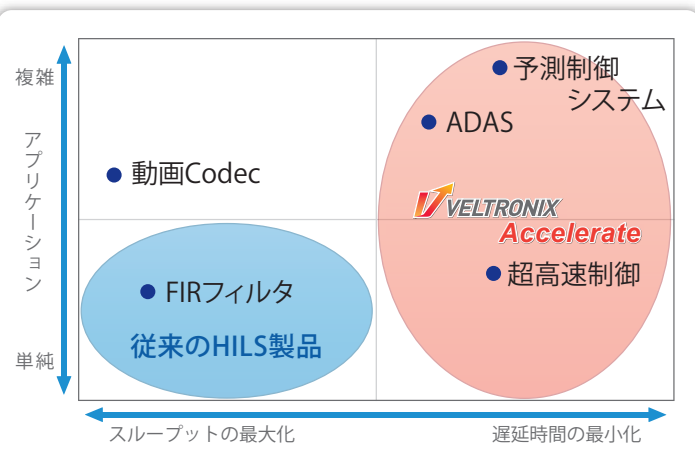 複雑
アプリケーション
単純
予測制御
システム
ADAS
動画Codec
VELTRONIX
Accelerate
超高速制御
FIRフィルタ
従来のHILS製品
スループットの最大化
遅延時間の最小化